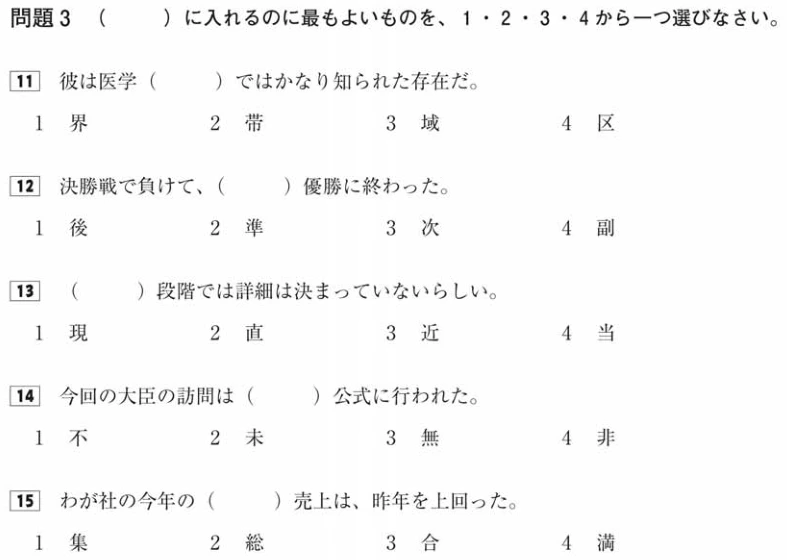 問題3 （　　）に入れるのに最もよいものを、1・2・3・4から一つ選びなさい。
11 彼は医学（　　）ではかなり知られた存在だ。
1 界　2 帯　3 域　4 区
12 決勝戦で負けて、（　　）優勝に終わった。
1 後　2 準　3 次　4 副
13 （　　）段階では詳細は決まっていないらしい。
1 現　2 直　3 近　4 当
14 今回の大臣の訪問は（　　）公式に行われた。
1 不　2 未　3 無　4 非
15 わが社の今年の（　　）売上は、昨年を上回った。
1 集　2 総　3 合　4 満